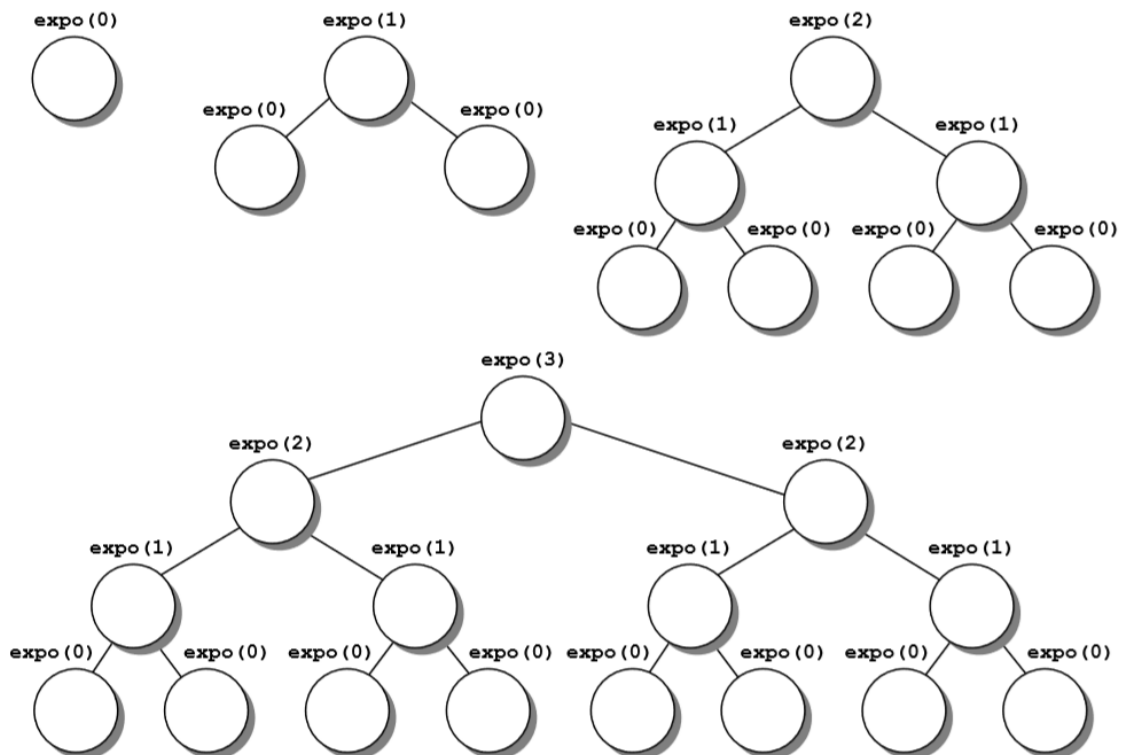 expo(0) expo(1) expo(2)
expo(0) expo(0)
expo(1) expo(1)
expo(0) expo(0) expo(0) expo(0)
expo(3)
expo(2) expo(2)
expo(1) expo(1) expo(1) expo(1)
expo(0) expo(0) expo(0) expo(0) expo(0) expo(0) expo(0) expo(0)